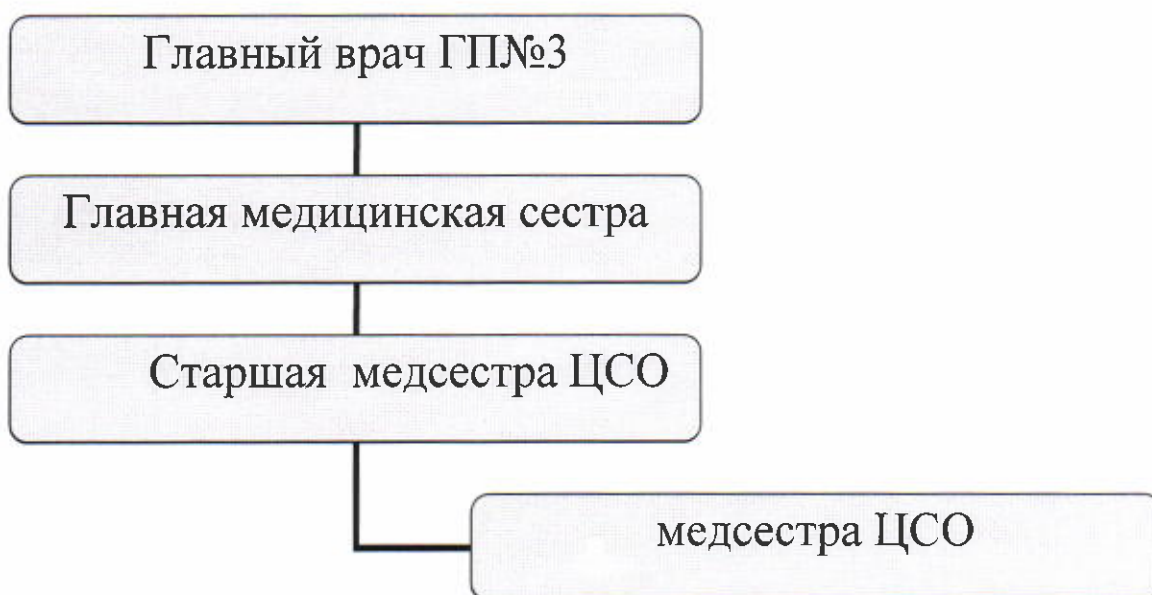 Главный врач ГП№3
Главная медицинская сестра
Старшая медсестра ЦСО
медсестра ЦСО